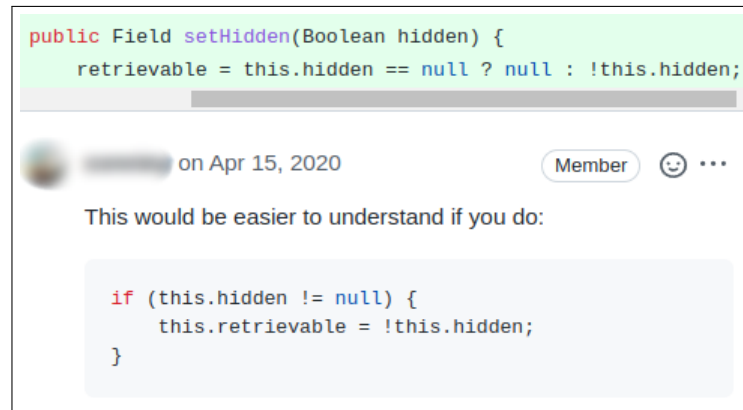 public Field setHidden(Boolean hidden) {
retrievable = this.hidden == null ? null : !this.hidden;
on Apr 15, 2020
Member
This would be easier to understand if you do:
if (this.hidden != null) {
this.retrievable = !this.hidden;
}